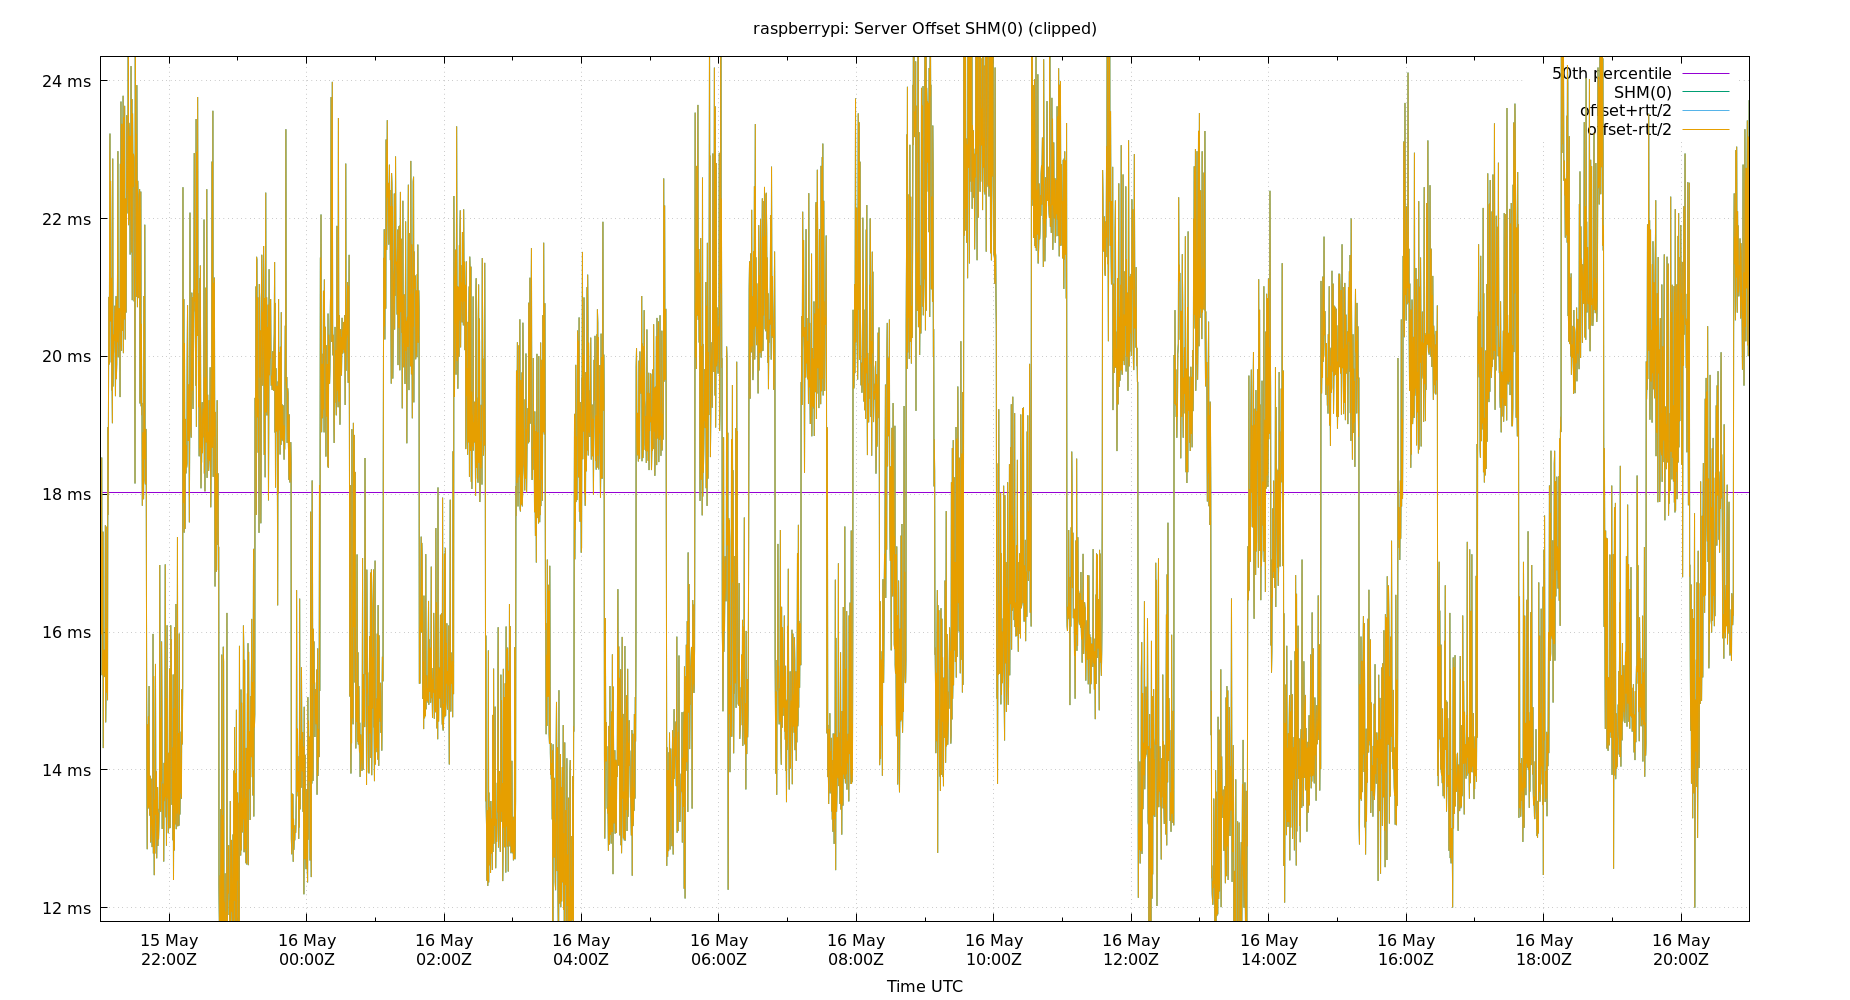 raspberrypi: Server Offset SHM(0) (clipped)
24 ms
22 ms
20 ms
18 ms
16 ms
14 ms
12 ms
50th percentile
SHM(0)
offset+rtt/2
offset-rtt/2
15 May 16 May 16 May 16 May 16 May 16 May 16 May 16 May 16 May 16 May 16 May 16 May
22:00Z 00:00Z 02:00Z 04:00Z 06:00Z 08:00Z 10:00Z 12:00Z 14:00Z 16:00Z 18:00Z 20:00Z
Time UTC